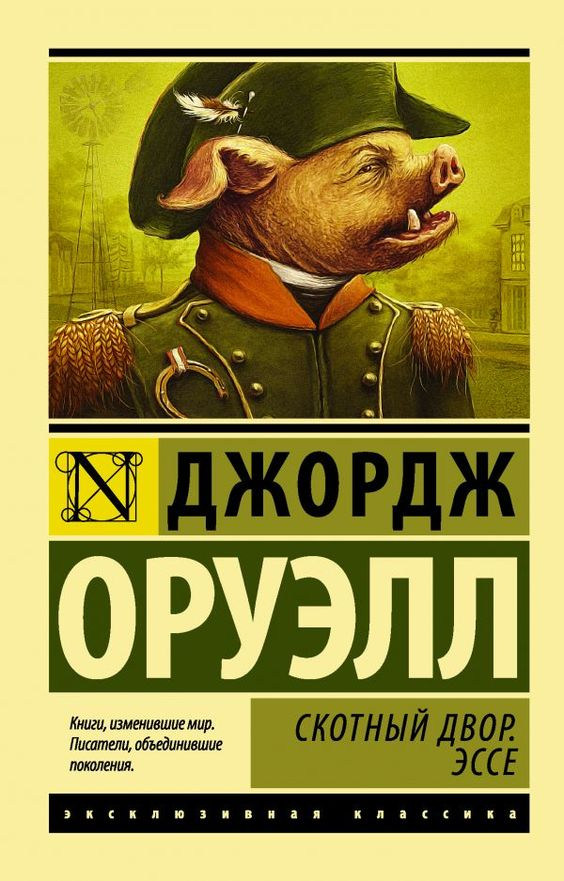 N
ДЖОРДЖ
ОРУЭЛЛ
Книги, изменившие мир.
Писатели, объединившие
поколения.
СКОТНЫЙ ДВОР.
ЭССЕ
эксклюзивная классика